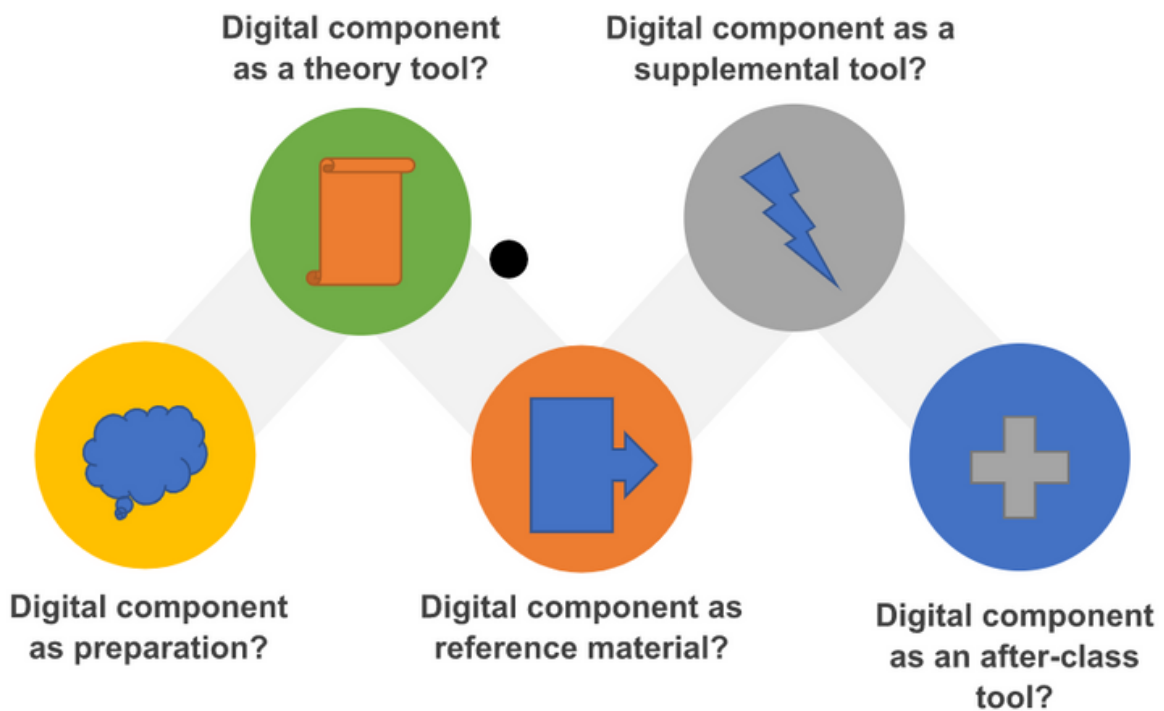 Digital component
as a theory tool?
Digital component as a
supplemental tool?
Digital component
as preparation?
Digital component as
reference material?
Digital component
as an after-class
tool?